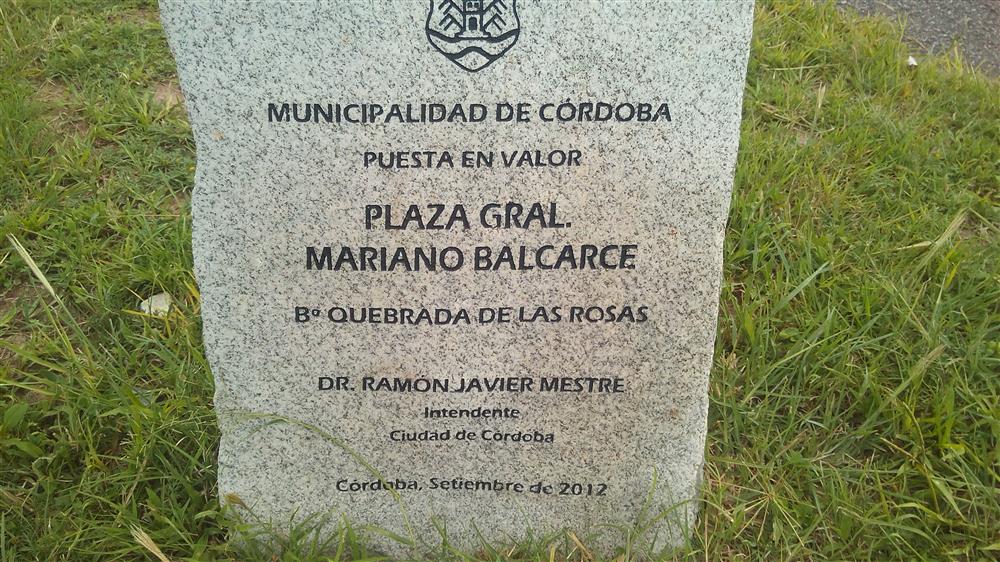 MUNICIPALIDAD DE CÓRDOBA
PUESTA EN VALOR
PLAZA GRAL.
MARIANO BALCARCE
Bº QUEBRADA DE LAS ROSAS
DR. RAMÓN JAVIER MESTRE
Intendente
Ciudad de Córdoba
Córdoba, Setiembre de 2012